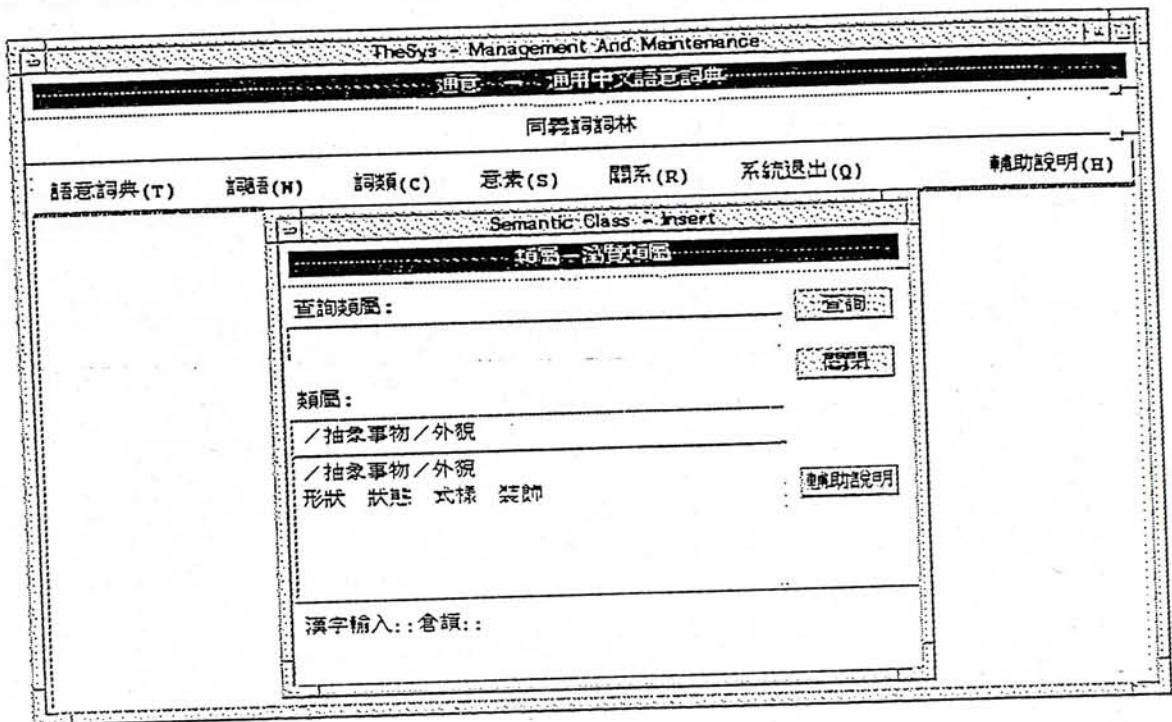 TheSys - Management And Maintenance
通意 — 通用中文語意詞典
同義詞詞林
語意詞典(T) 詞語(W) 詞類(C) 意素(S) 關系(R) 系統退出(Q) 輔助說明(H)
Semantic Class - Insert
類屬—瀏覽類屬
查詢類屬:
查詢
關閉
類屬:
/抽象事物/外貌
/抽象事物/外貌
形狀 狀態 式樣 裝飾
輔助說明
漢字輸入::倉頡::